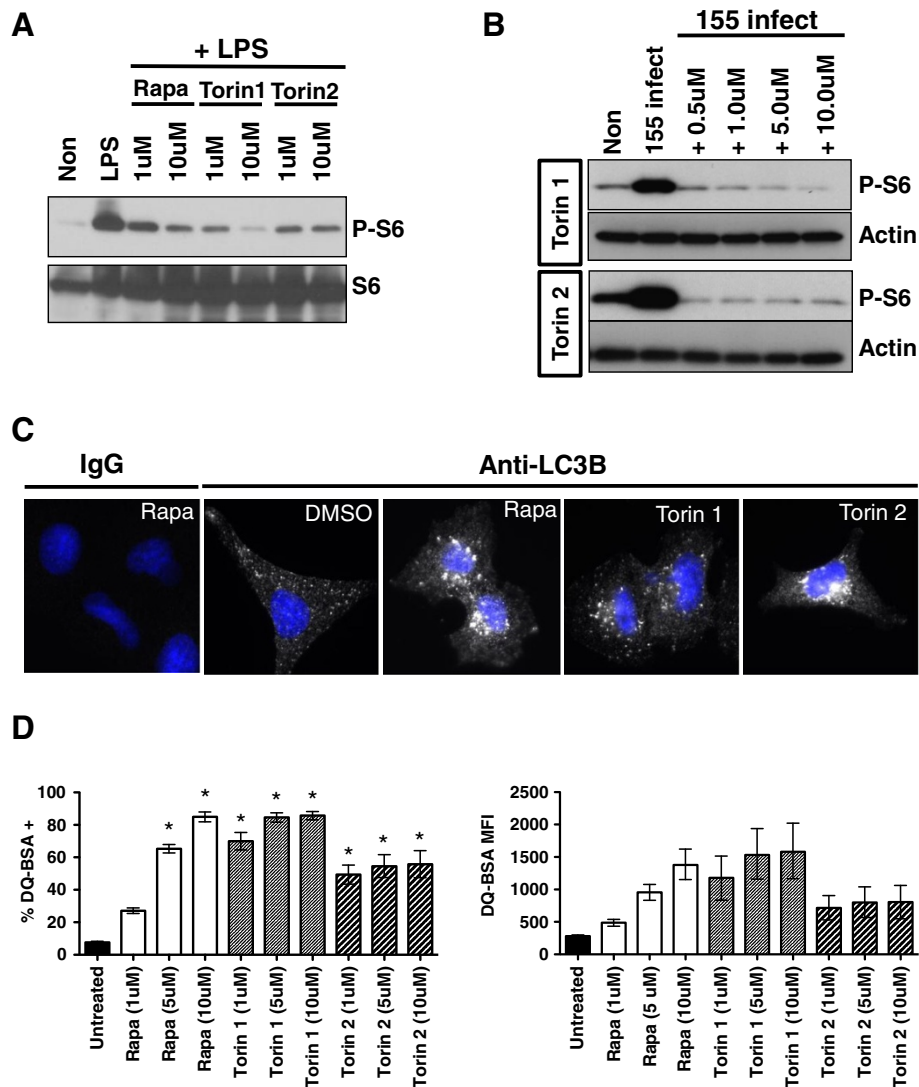 A
+ LPS
Rapa Torin1 Torin2
Non LPS 1uM 10uM 1uM 10uM 1uM 10uM
P-S6
S6
B
155 infect
Non 155 infect + 0.5uM + 1.0uM + 5.0uM + 10.0uM
Torin 1
P-S6
Actin
Torin 2
P-S6
Actin
C
IgG
Anti-LC3B
Rapa DMSO Rapa Torin 1 Torin 2
D
% DQ-BSA +
100
80
60
40
20
0
* * * * * * * *
Untreated
Rapa (1uM)
Rapa (5uM)
Rapa (10uM)
Torin 1 (1uM)
Torin 1 (5uM)
Torin 1 (10uM)
Torin 2 (1uM)
Torin 2 (5uM)
Torin 2 (10uM)
DQ-BSA MFI
2500
2000
1500
1000
500
0
Untreated
Rapa (1uM)
Rapa (5 uM)
Rapa (10uM)
Torin 1 (1uM)
Torin 1 (5uM)
Torin 1 (10uM)
Torin 2 (1uM)
Torin 2 (5uM)
Torin 2 (10uM)